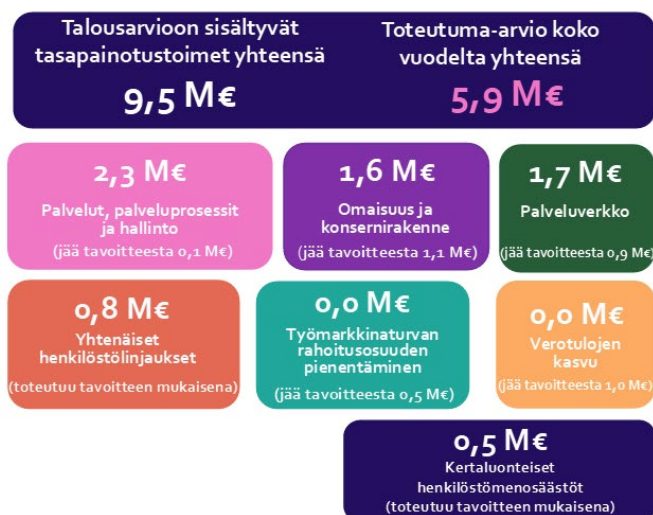 Talousarvioon sisältyvät
tasapainotustoimet yhteensä
9,5 M€
Toteutuma-arvio koko
vuodelta yhteensä
5,9 M€
2,3 M€
Palvelut, palveluprosessit
ja hallinto
(jää tavoitteesta 0,1 M€)
1,6 M€
Omaisuus ja
konsernirakenne
(jää tavoitteesta 1,1 M€)
1,7 M€
Palveluverkko
(jää tavoitteesta 0,9 M€)
0,8 M€
Yhtenäiset
henkilöstölinjaukset
(toteutuu tavoitteen mukaisena)
0,0 M€
Työmarkkinaturvan
rahoitusosuuden
pienentäminen
(jää tavoitteesta 0,5 M€)
0,0 M€
Verotulojen
kasvu
(jää tavoitteesta 1,0 M€)
0,5 M€
Kertaluonteiset
henkilöstömenosäästöt
(toteutuu tavoitteen mukaisena)